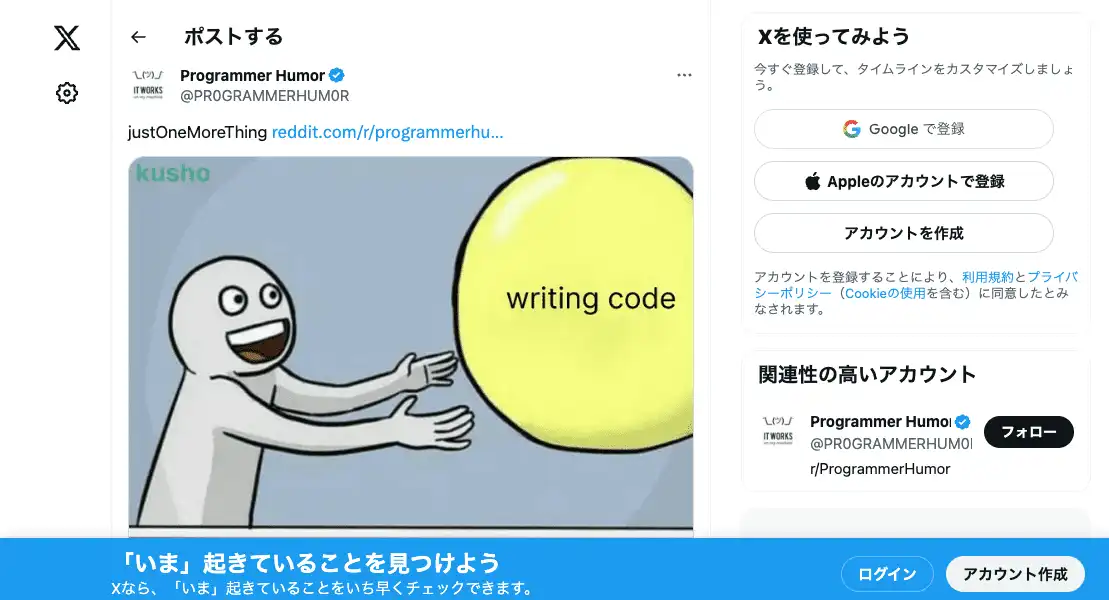 ポストする
Programmer Humor
@PR0GRAMMERHUM0R
justOneMoreThing reddit.com/r/programmerhu...
kusho
writing code
Xを使ってみよう
今すぐ登録して、タイムラインをカスタマイズしましょ
う。
Google で登録
Appleのアカウントで登録
アカウントを作成
アカウントを登録することにより、利用規約とプライバ
シーポリシー（Cookieの使用を含む）に同意したとみ
なされます。
関連性の高いアカウント
IT WORKS
Programmer Humor
@PR0GRAMMERHUM0
フォロー
r/ProgrammerHumor
「いま」起きていることを見つけよう
Xなら、「いま」起きていることをいち早くチェックできます。
ログイン
アカウント作成